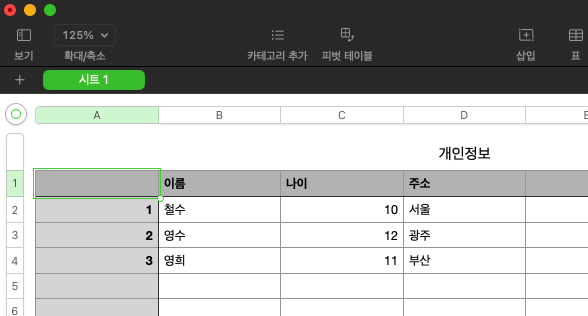 125%
보기 확대/축소 카테고리 추가 피벗 테이블 삽입 표
시트 1
A B C D E
개인정보
1 이름 나이 주소
2 1 철수 10 서울
3 2 영수 12 광주
4 3 영희 11 부산
5
6